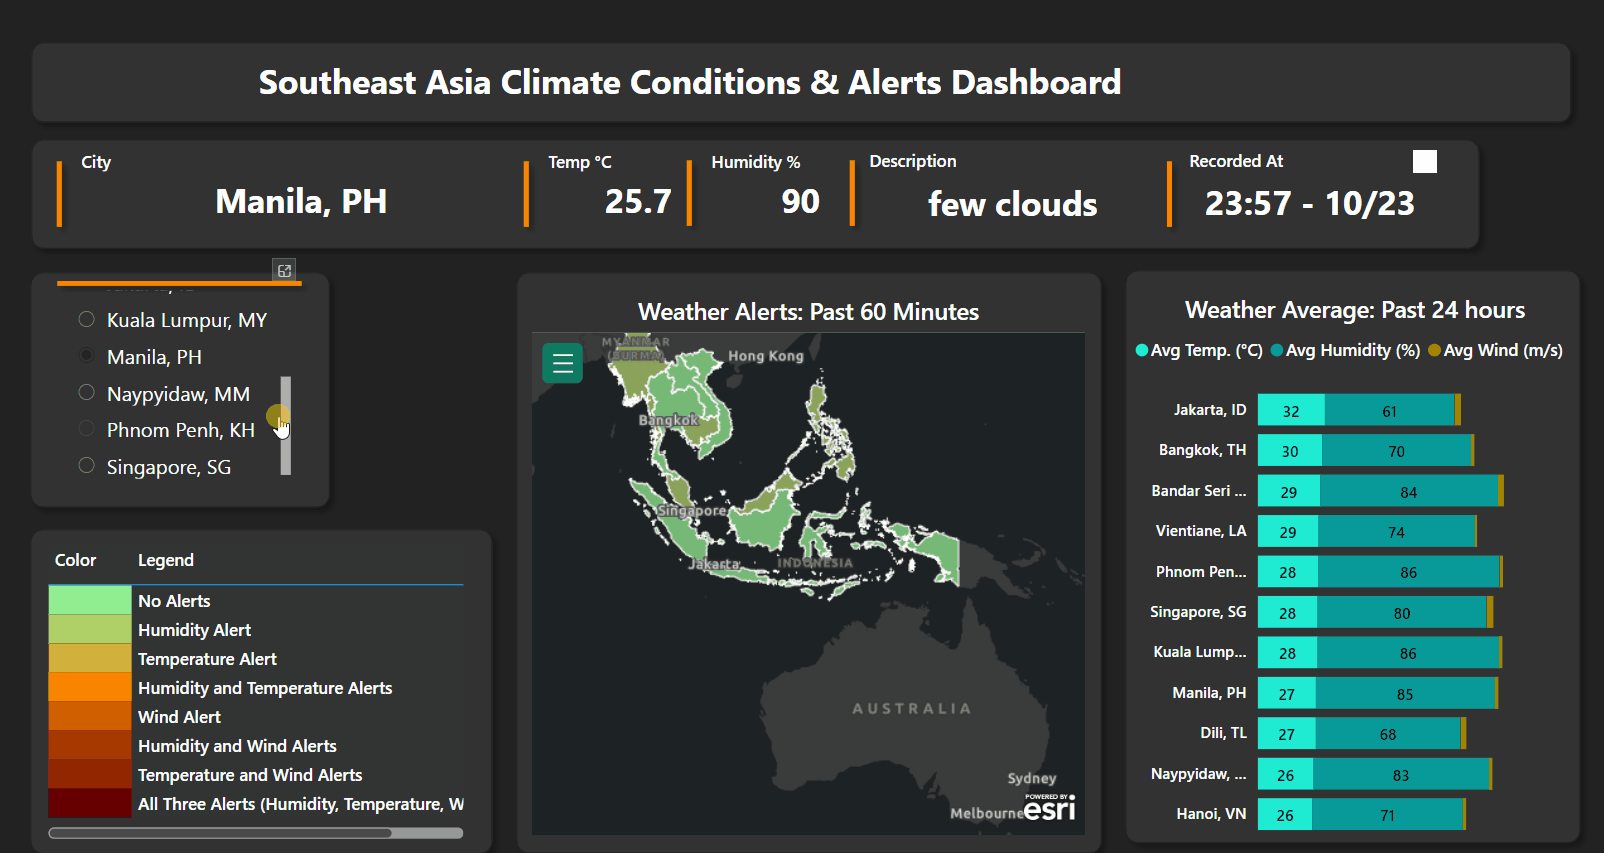 Southeast Asia Climate Conditions & Alerts Dashboard
City
Manila, PH
Temp °C
25.7
Humidity %
90
Description
few clouds
Recorded At
23:57 - 10/23
Kuala Lumpur, MY
Manila, PH
Naypyidaw, MM
Phnom Penh, KH
Singapore, SG
Color Legend
No Alerts
Humidity Alert
Temperature Alert
Humidity and Temperature Alerts
Wind Alert
Humidity and Wind Alerts
Temperature and Wind Alerts
All Three Alerts (Humidity, Temperature, W
Weather Alerts: Past 60 Minutes
MYANMAR
(BURMA)
Hong Kong
Bangkok
Singapore
Jakarta
INDONESIA
AUSTRALIA
Sydney
Melbourne
POWERED BY
esri
Weather Average: Past 24 hours
Avg Temp. (°C) Avg Humidity (%) Avg Wind (m/s)
Jakarta, ID 32 61
Bangkok, TH 30 70
Bandar Seri ... 29 84
Vientiane, LA 29 74
Phnom Pen... 28 86
Singapore, SG 28 80
Kuala Lump... 28 86
Manila, PH 27 85
Dili, TL 27 68
Naypyidaw, ... 26 83
Hanoi, VN 26 71